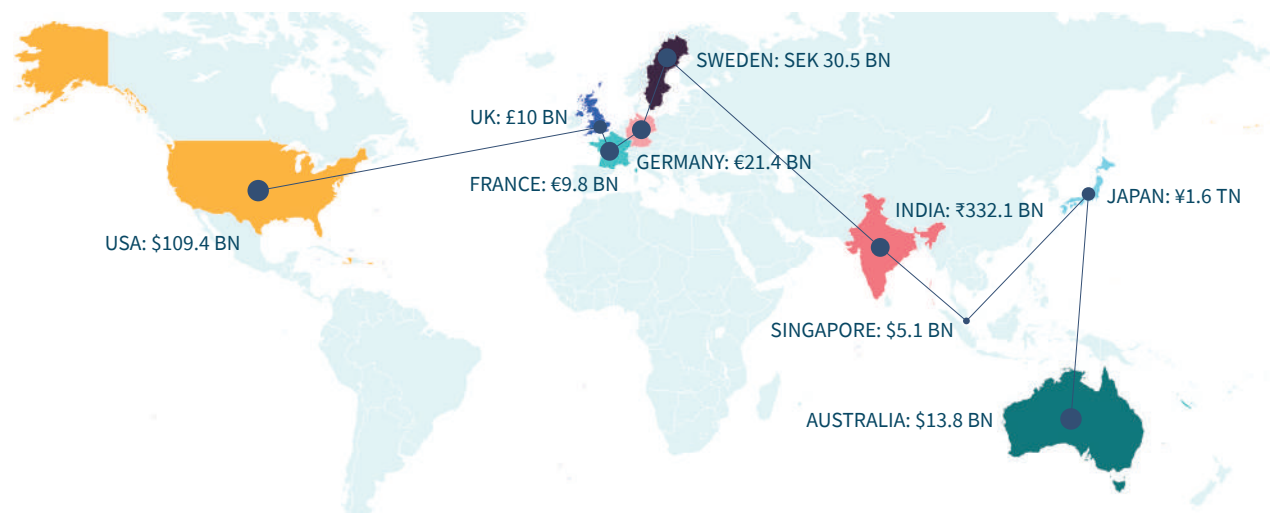 SWEDEN: SEK 30.5 BN
UK: £10 BN
GERMANY: €21.4 BN
FRANCE: €9.8 BN
JAPAN: ¥1.6 TN
INDIA: ₹332.1 BN
USA: $109.4 BN
SINGAPORE: $5.1 BN
AUSTRALIA: $13.8 BN